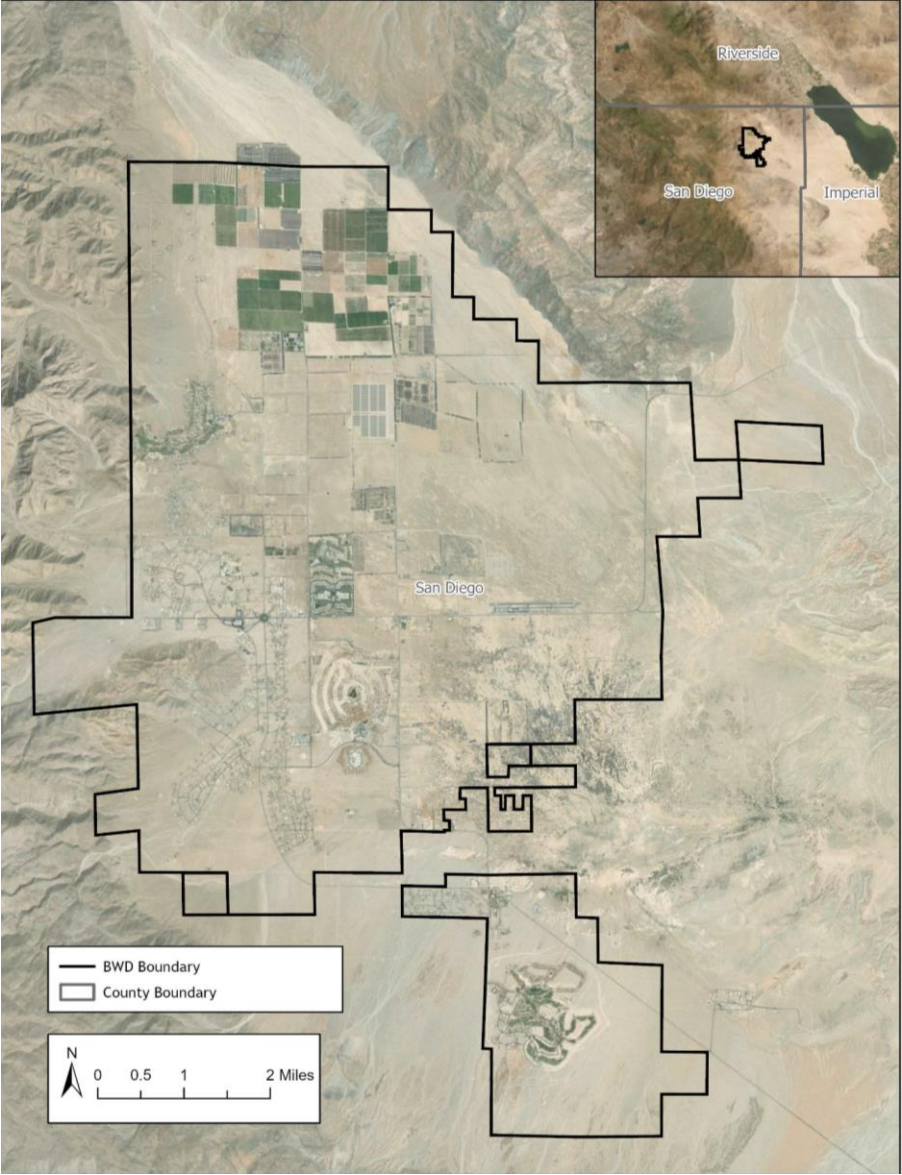 Riverside
San Diego
Imperial
San Diego
BWD Boundary
County Boundary
N
0 0.5 1 2 Miles